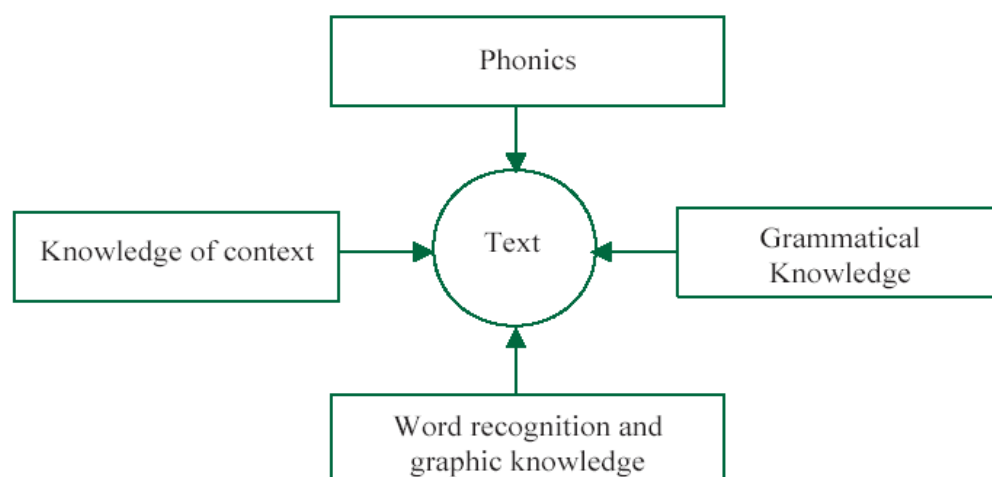 Phonics
Knowledge of context
Text
Grammatical
Knowledge
Word recognition and
graphic knowledge